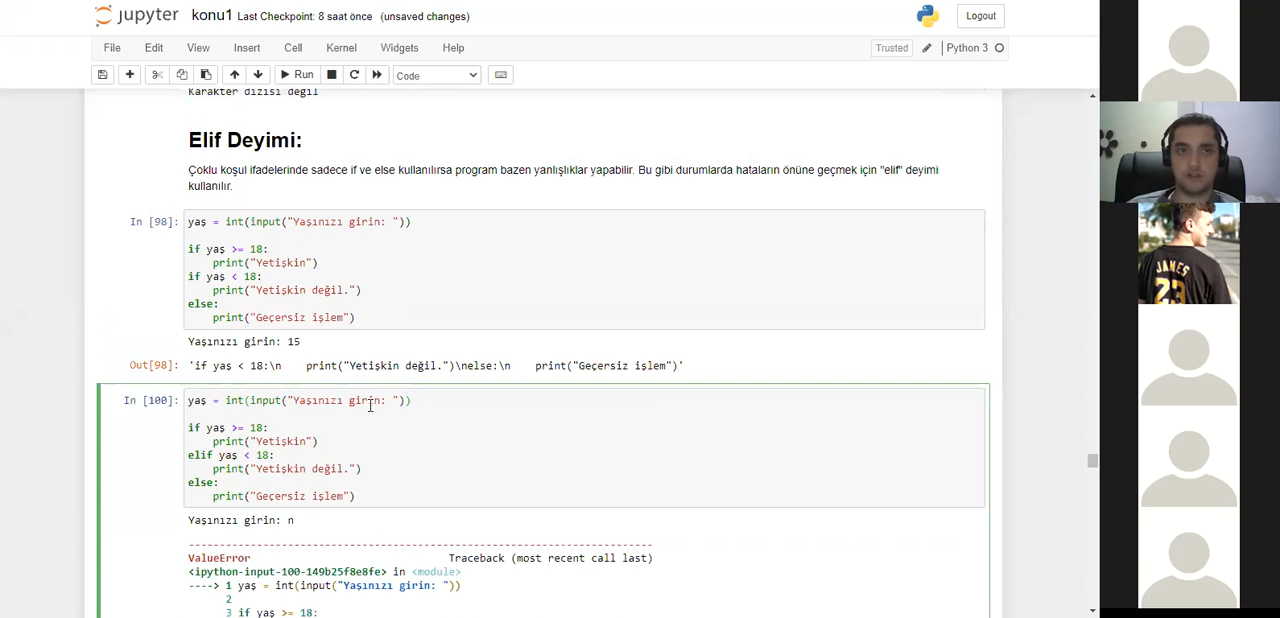 jupyter konu1 Last Checkpoint: 8 saat önce (unsaved changes) Logout
File Edit View Insert Cell Kernel Widgets Help Trusted Python 3
Run Code
Karakter dizisi değil
Elif Deyimi:
Çoklu koşul ifadelerinde sadece if ve else kullanılırsa program bazen yanlışlıklar yapabilir. Bu gibi durumlarda hataların önüne geçmek için "elif" deyimi
kullanılır.
In [98]: yaş = int(input("Yaşınızı girin: "))
if yaş >= 18:
print("Yetişkin")
if yaş < 18:
print("Yetişkin değil.")
else:
print("Geçersiz işlem")
Yaşınızı girin: 15
Out[98]: 'if yaş < 18:\n    print("Yetişkin değil.")\nelse:\n    print("Geçersiz işlem")'
In [100]: yaş = int(input("Yaşınızı girin: "))
if yaş >= 18:
print("Yetişkin")
elif yaş < 18:
print("Yetişkin değil.")
else:
print("Geçersiz işlem")
Yaşınızı girin: n
---------------------------------------------------------------------------
ValueError Traceback (most recent call last)
<ipython-input-100-149b25f8e8fe> in <module>
----> 1 yaş = int(input("Yaşınızı girin: "))
2
3 if yaş >= 18:
JAMES
23